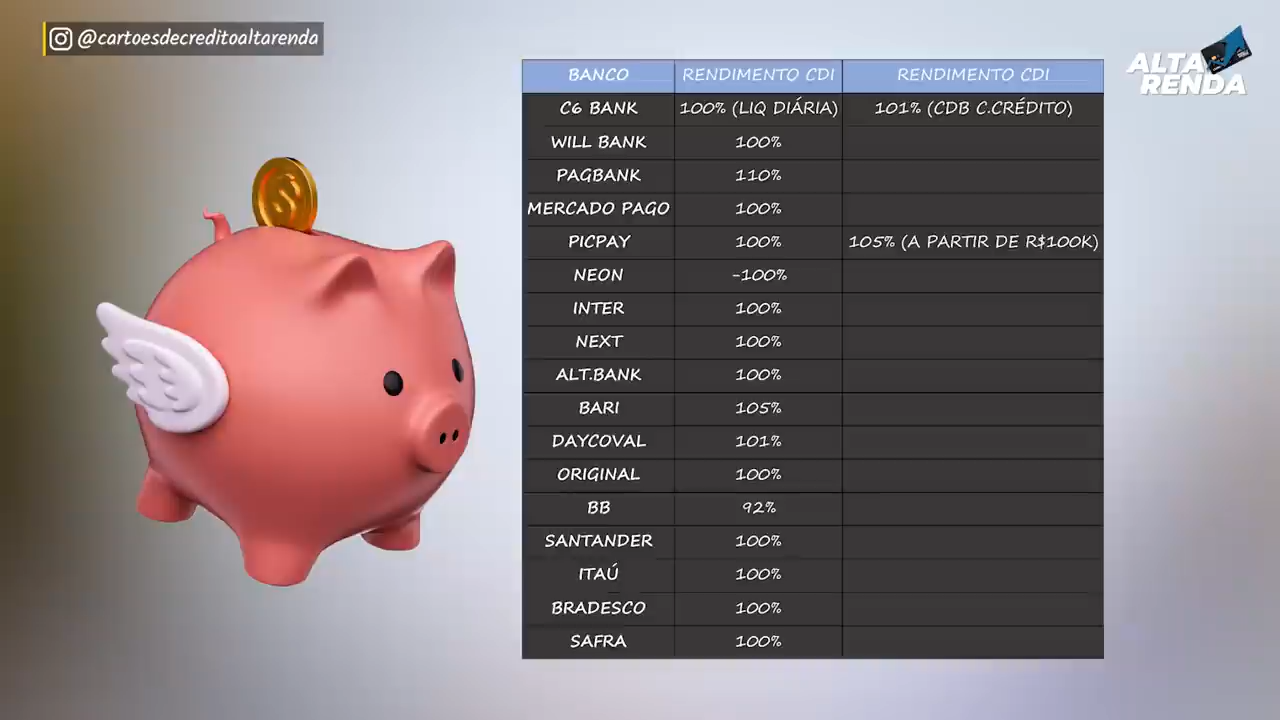 @cartoesdecreditoaltarenda
ALTA
RENDA
BANCO RENDIMENTO CDI RENDIMENTO CDI
C6 BANK 100% (LIQ DIÁRIA) 101% (CDB C.CRÉDITO)
WILL BANK 100%
PAGBANK 110%
MERCADO PAGO 100%
PICPAY 100% 105% (A PARTIR DE R$100K)
NEON -100%
INTER 100%
NEXT 100%
ALT.BANK 100%
BARI 105%
DAYCOVAL 101%
ORIGINAL 100%
BB 92%
SANTANDER 100%
ITAÚ 100%
BRADESCO 100%
SAFRA 100%